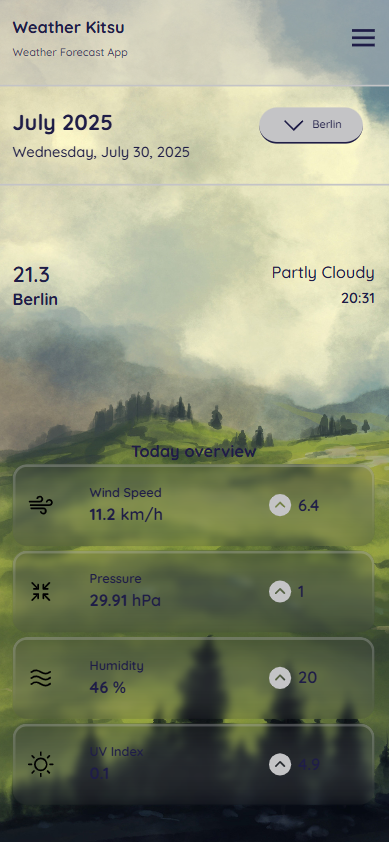 Weather Kitsu
Weather Forecast App
July 2025
Wednesday, July 30, 2025
Berlin
21.3
Berlin
Partly Cloudy
20:31
Today overview
Wind Speed
11.2 km/h
6.4
Pressure
29.91 hPa
1
Humidity
46 %
20
UV Index
0.1
4.9